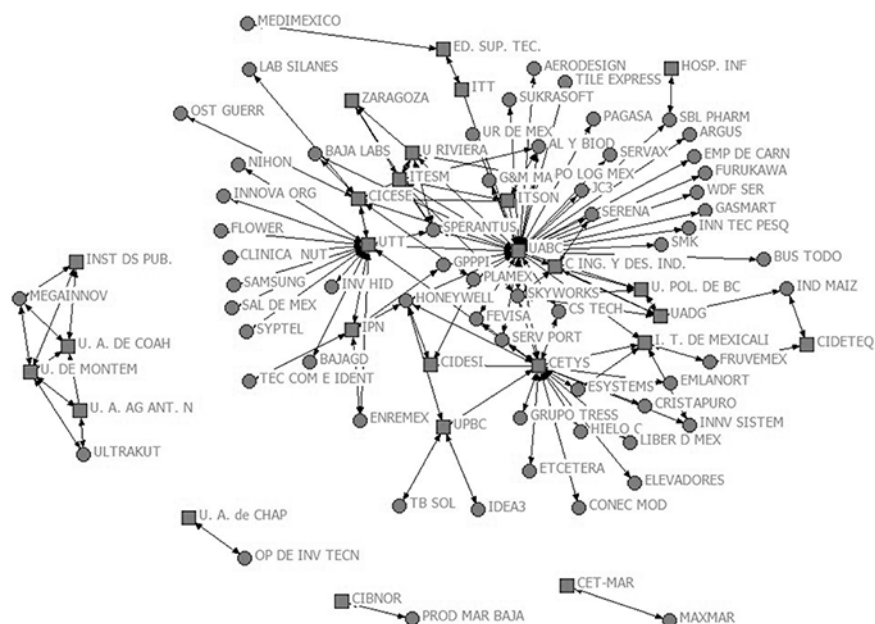 MEDIMEXICO
ED. SUP. TEC.
LAB SILANES
AERODESIGN
HOSP. INF
TILE EXPRESS
ITT
ZARAGOZA
SUKRASOFT
OST GUERR
PAGASA
SBL PHARM
UR DE MEX
ARGUS
AL Y BIOD
BAJA LABS
U RIVIERA
SERVAX
EMP DE CARN
NIHON
PO LOG MEX
FURUKAWA
ITESM
G&M MA
JC3
WDF SER
INNOVA ORG
CICESE
ITSON
GASMART
SERENA
INN TEC PESQ
FLOWER
SPERANTUS
UTT
UABC
SMK
CLINICA NUT
BUS TODO
INST DS PUB.
GPPPI
C ING. Y DES. IND.
SAMSUNG
INV HID
PLAMEX
U. POL. DE BC
IND MAIZ
MEGAINNOV
HONEYWELL
SKYWORKS
SAL DE MEX
CS TECH
UADG
FEVISA
SYPTEL
IPN
SERV PORT
I. T. DE MEXICALI
CIDETEQ
U. A. DE COAH
BAJAGD
CIDESI
CETYS
FRUVEMEX
U. DE MONTEM
TEC COM E IDENT
ESYSTEMS
EMLANORT
U. A. AG ANT. N
CRISTAPURO
ENREMEX
GRUPO TRESS
INNV SISTEM
UPBC
HIELO C
LIBER D MEX
ULTRAKUT
ETCETERA
ELEVADORES
TB SOL
IDEA3
CONEC MOD
U. A. de CHAP
OP DE INV TECN
CET-MAR
CIBNOR
PROD MAR BAJA
MAXMAR